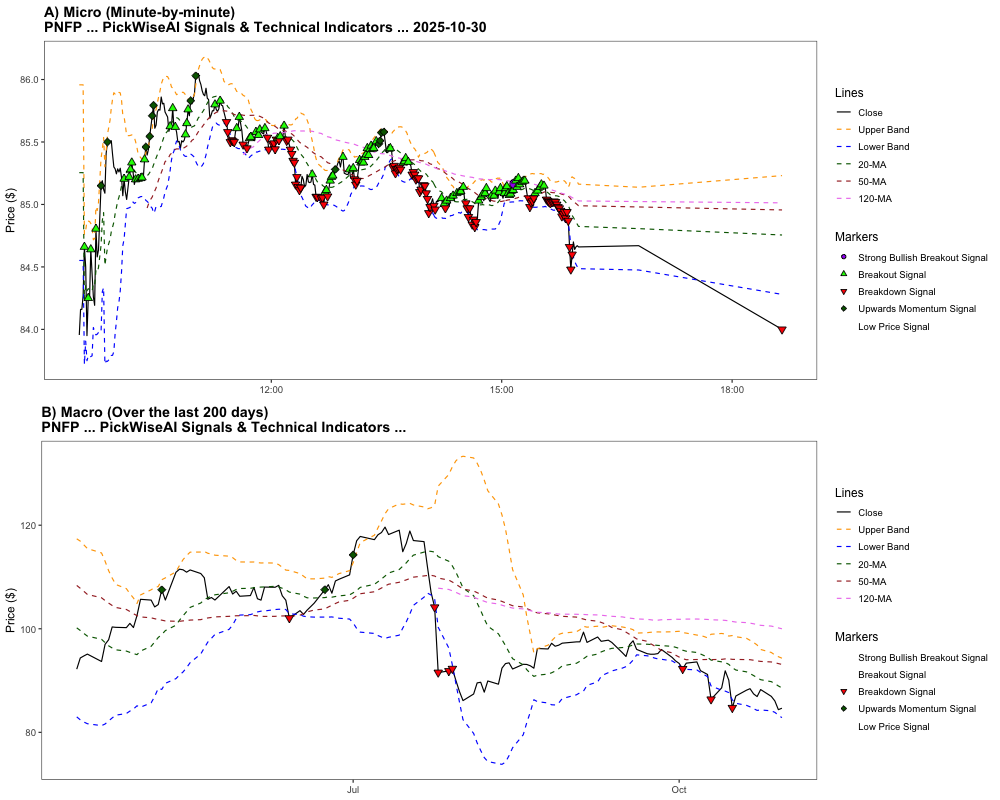 A) Micro (Minute-by-minute)
PNFP ... PickWiseAI Signals & Technical Indicators ... 2025-10-30
86.0
85.5
85.0
84.5
84.0
Price ($)
12:00
15:00
18:00
Lines
Close
Upper Band
Lower Band
20-MA
50-MA
120-MA
Markers
Strong Bullish Breakout Signal
Breakout Signal
Breakdown Signal
Upwards Momentum Signal
Low Price Signal
B) Macro (Over the last 200 days)
PNFP ... PickWiseAI Signals & Technical Indicators ...
120
100
80
Price ($)
Jul
Oct
Lines
Close
Upper Band
Lower Band
20-MA
50-MA
120-MA
Markers
Strong Bullish Breakout Signal
Breakout Signal
Breakdown Signal
Upwards Momentum Signal
Low Price Signal